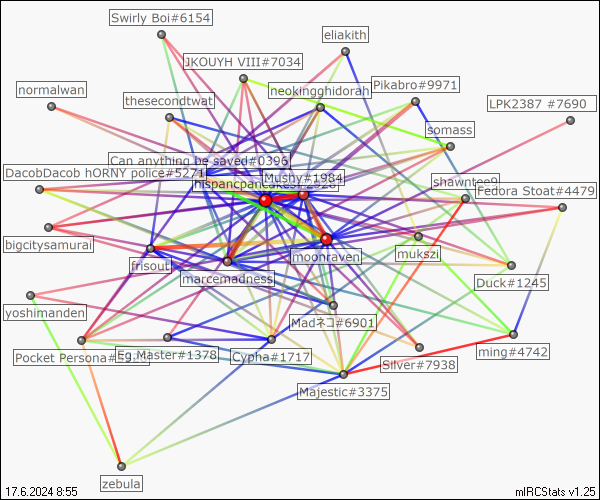 Swirly Boi#6154
eliakith
JKOUYH VIII#7034
neokingghidorah
Pikabro#9971
normalwan
thesecondtwat
LPK2387 #7690
somass
Can anything be saved#0396
DacobDacob hORNY police#5271
Mushy#1984
shawntee9
Fedora Stoat#4479
bigcitysamurai
frisout
moonraven
mukszi
marcemadness
Duck#1245
yoshimanden
Madネコ#6901
Pocket Persona#
Eg Master#1378
Cypha#1717
Silver#7938
ming#4742
Majestic#3375
zebula
17.6.2024 8:55
mIRCStats v1.25